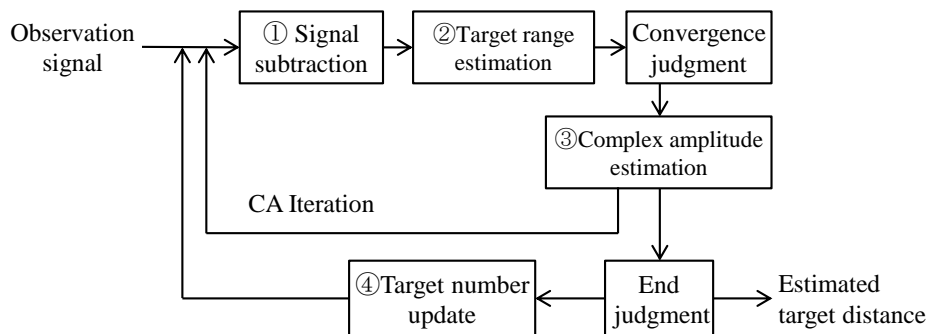 Observation
signal
① Signal
subtraction
②Target range
estimation
Convergence
judgment
③Complex amplitude
estimation
CA Iteration
④Target number
update
End
judgment
Estimated
target distance